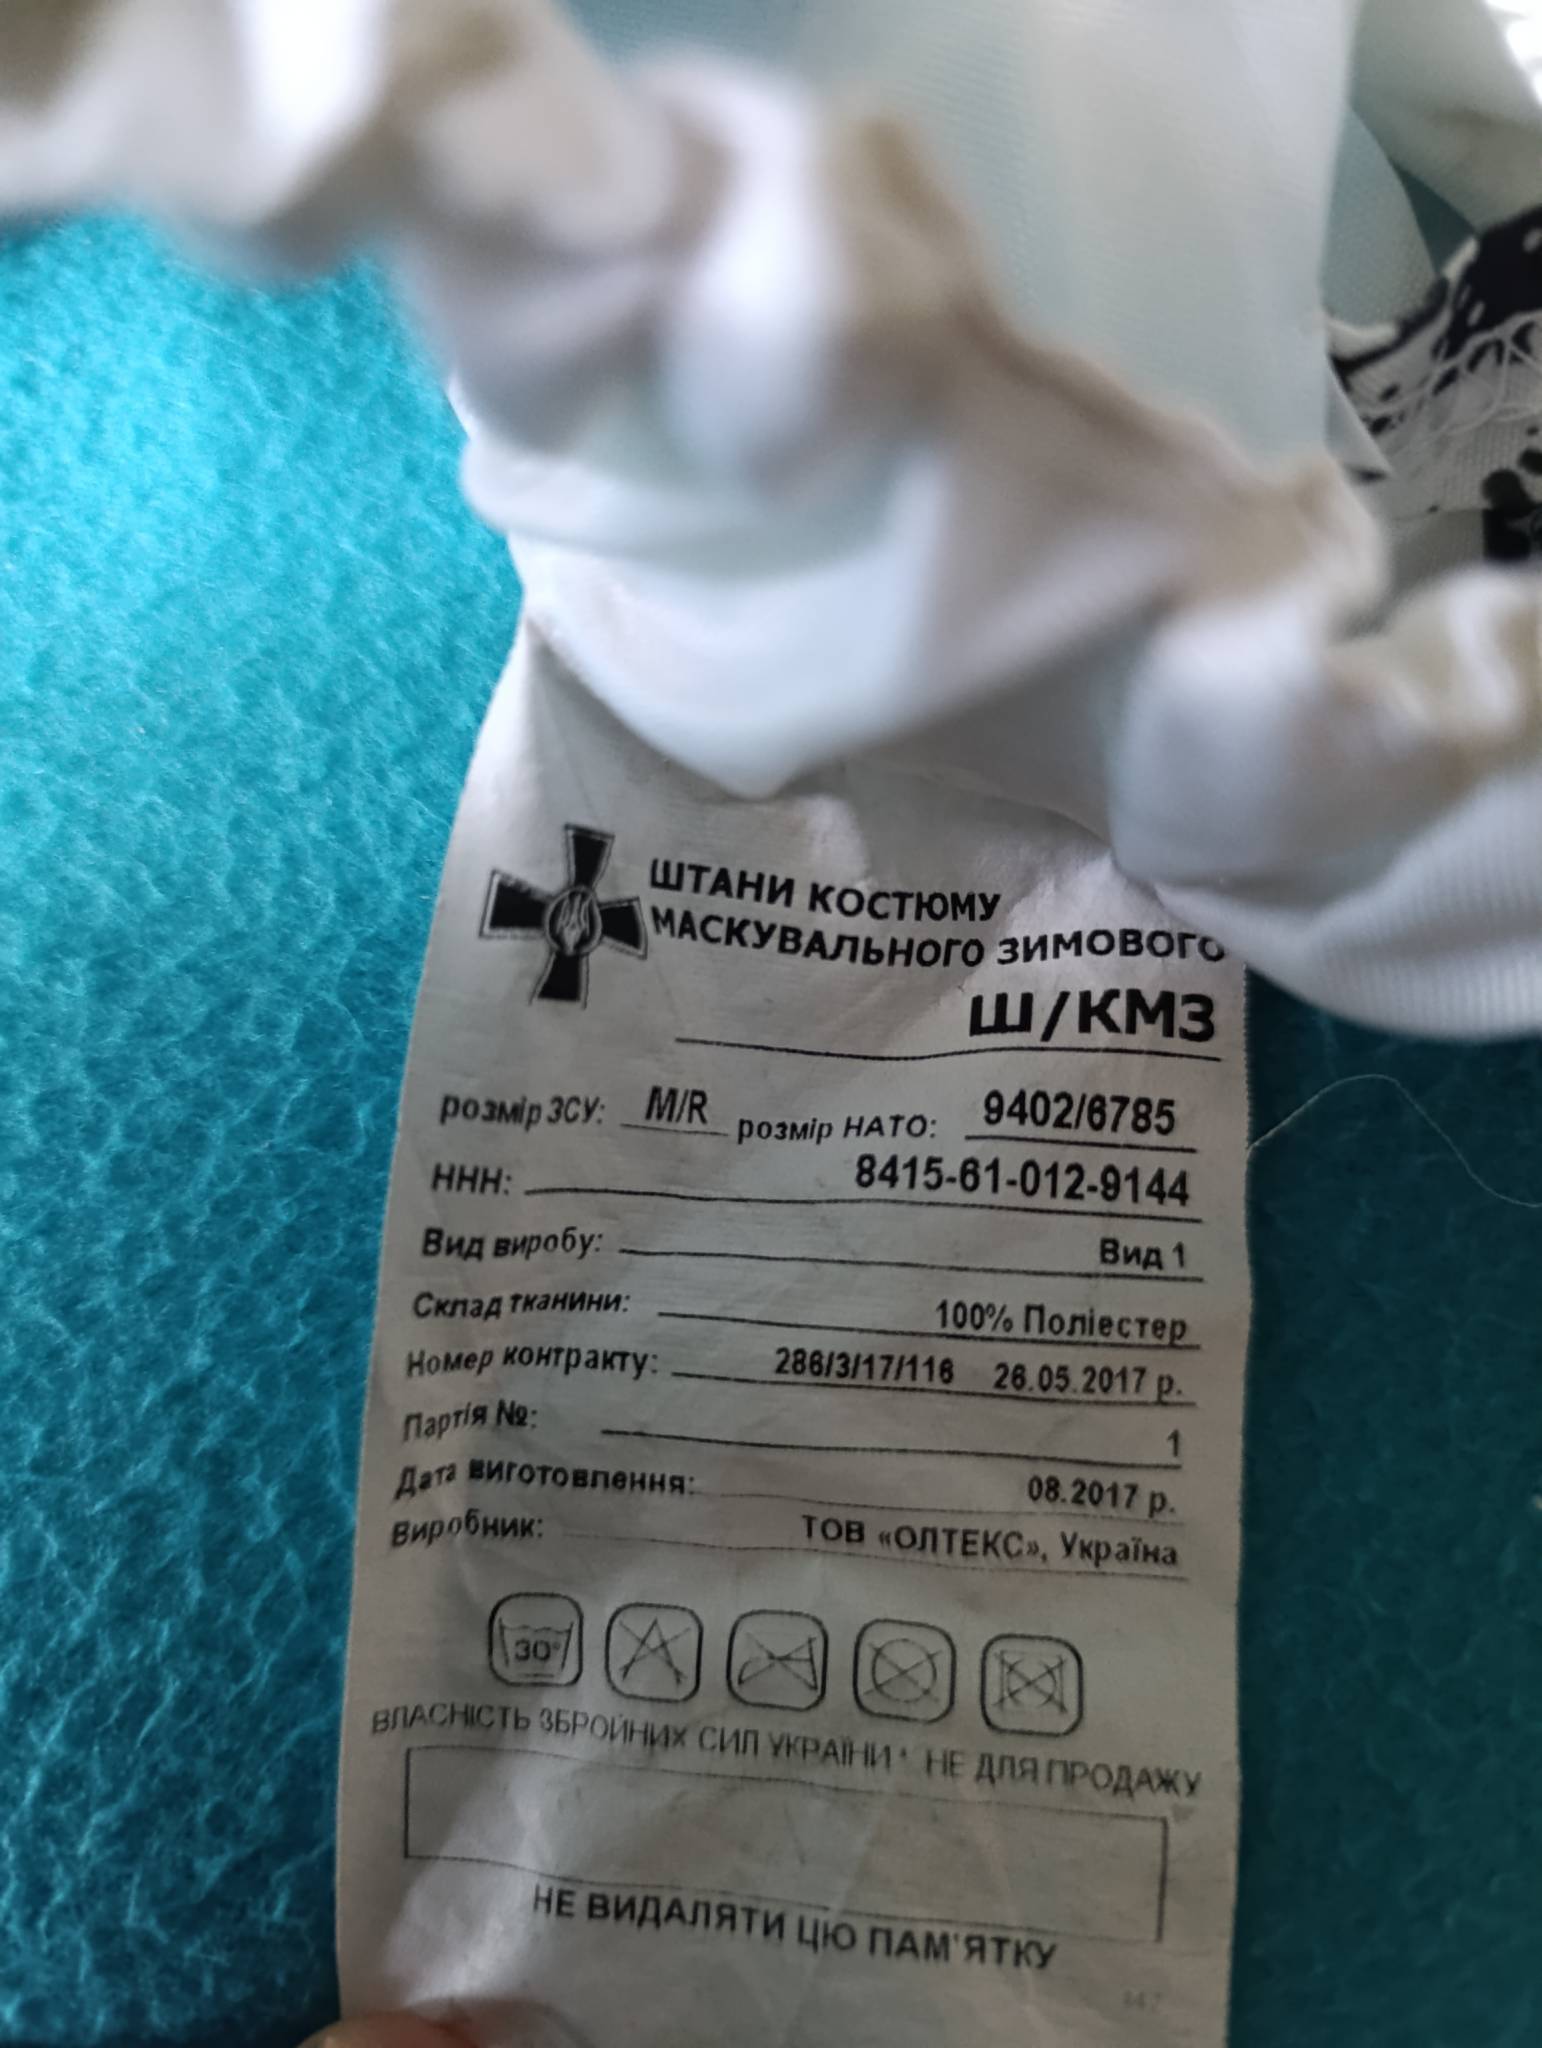 ШТАНИ КОСТЮМУ
МАСКУВАЛЬНОГО ЗИМОВОГО
Ш/КМЗ
розмір ЗСУ: M/R розмір НАТО: 9402/6785
ННН: 8415-61-012-9144
Вид виробу: Вид 1
Склад тканини: 100% Поліестер
Номер контракту: 286/3/17/116 26.05.2017 р.
Партія №: 1
Дата виготовлення: 08.2017 р.
Виробник: ТОВ «ОЛТЕКС», Україна
30°
ВЛАСНІСТЬ ЗБРОЙНИХ СИЛ УКРАЇНИ * НЕ ДЛЯ ПРОДАЖУ
НЕ ВИДАЛЯТИ ЦЮ ПАМ'ЯТКУ